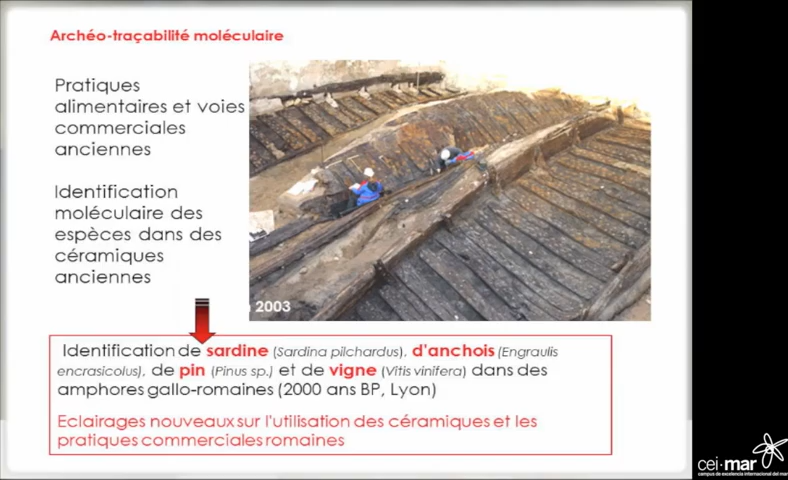 Archéo-traçabilité moléculaire
Pratiques
alimentaires et voies
commerciales
anciennes
Identification
moléculaire des
espèces dans des
céramiques
anciennes
2003
Identification de sardine (Sardina pilchardus), d'anchois (Engraulis
encrasicolus), de pin (Pinus sp.) et de vigne (Vitis vinifera) dans des
amphores gallo-romaines (2000 ans BP, Lyon)
Eclairages nouveaux sur l'utilisation des céramiques et les
pratiques commerciales romaines
cei·mar
campus de excelencia internacional del mar